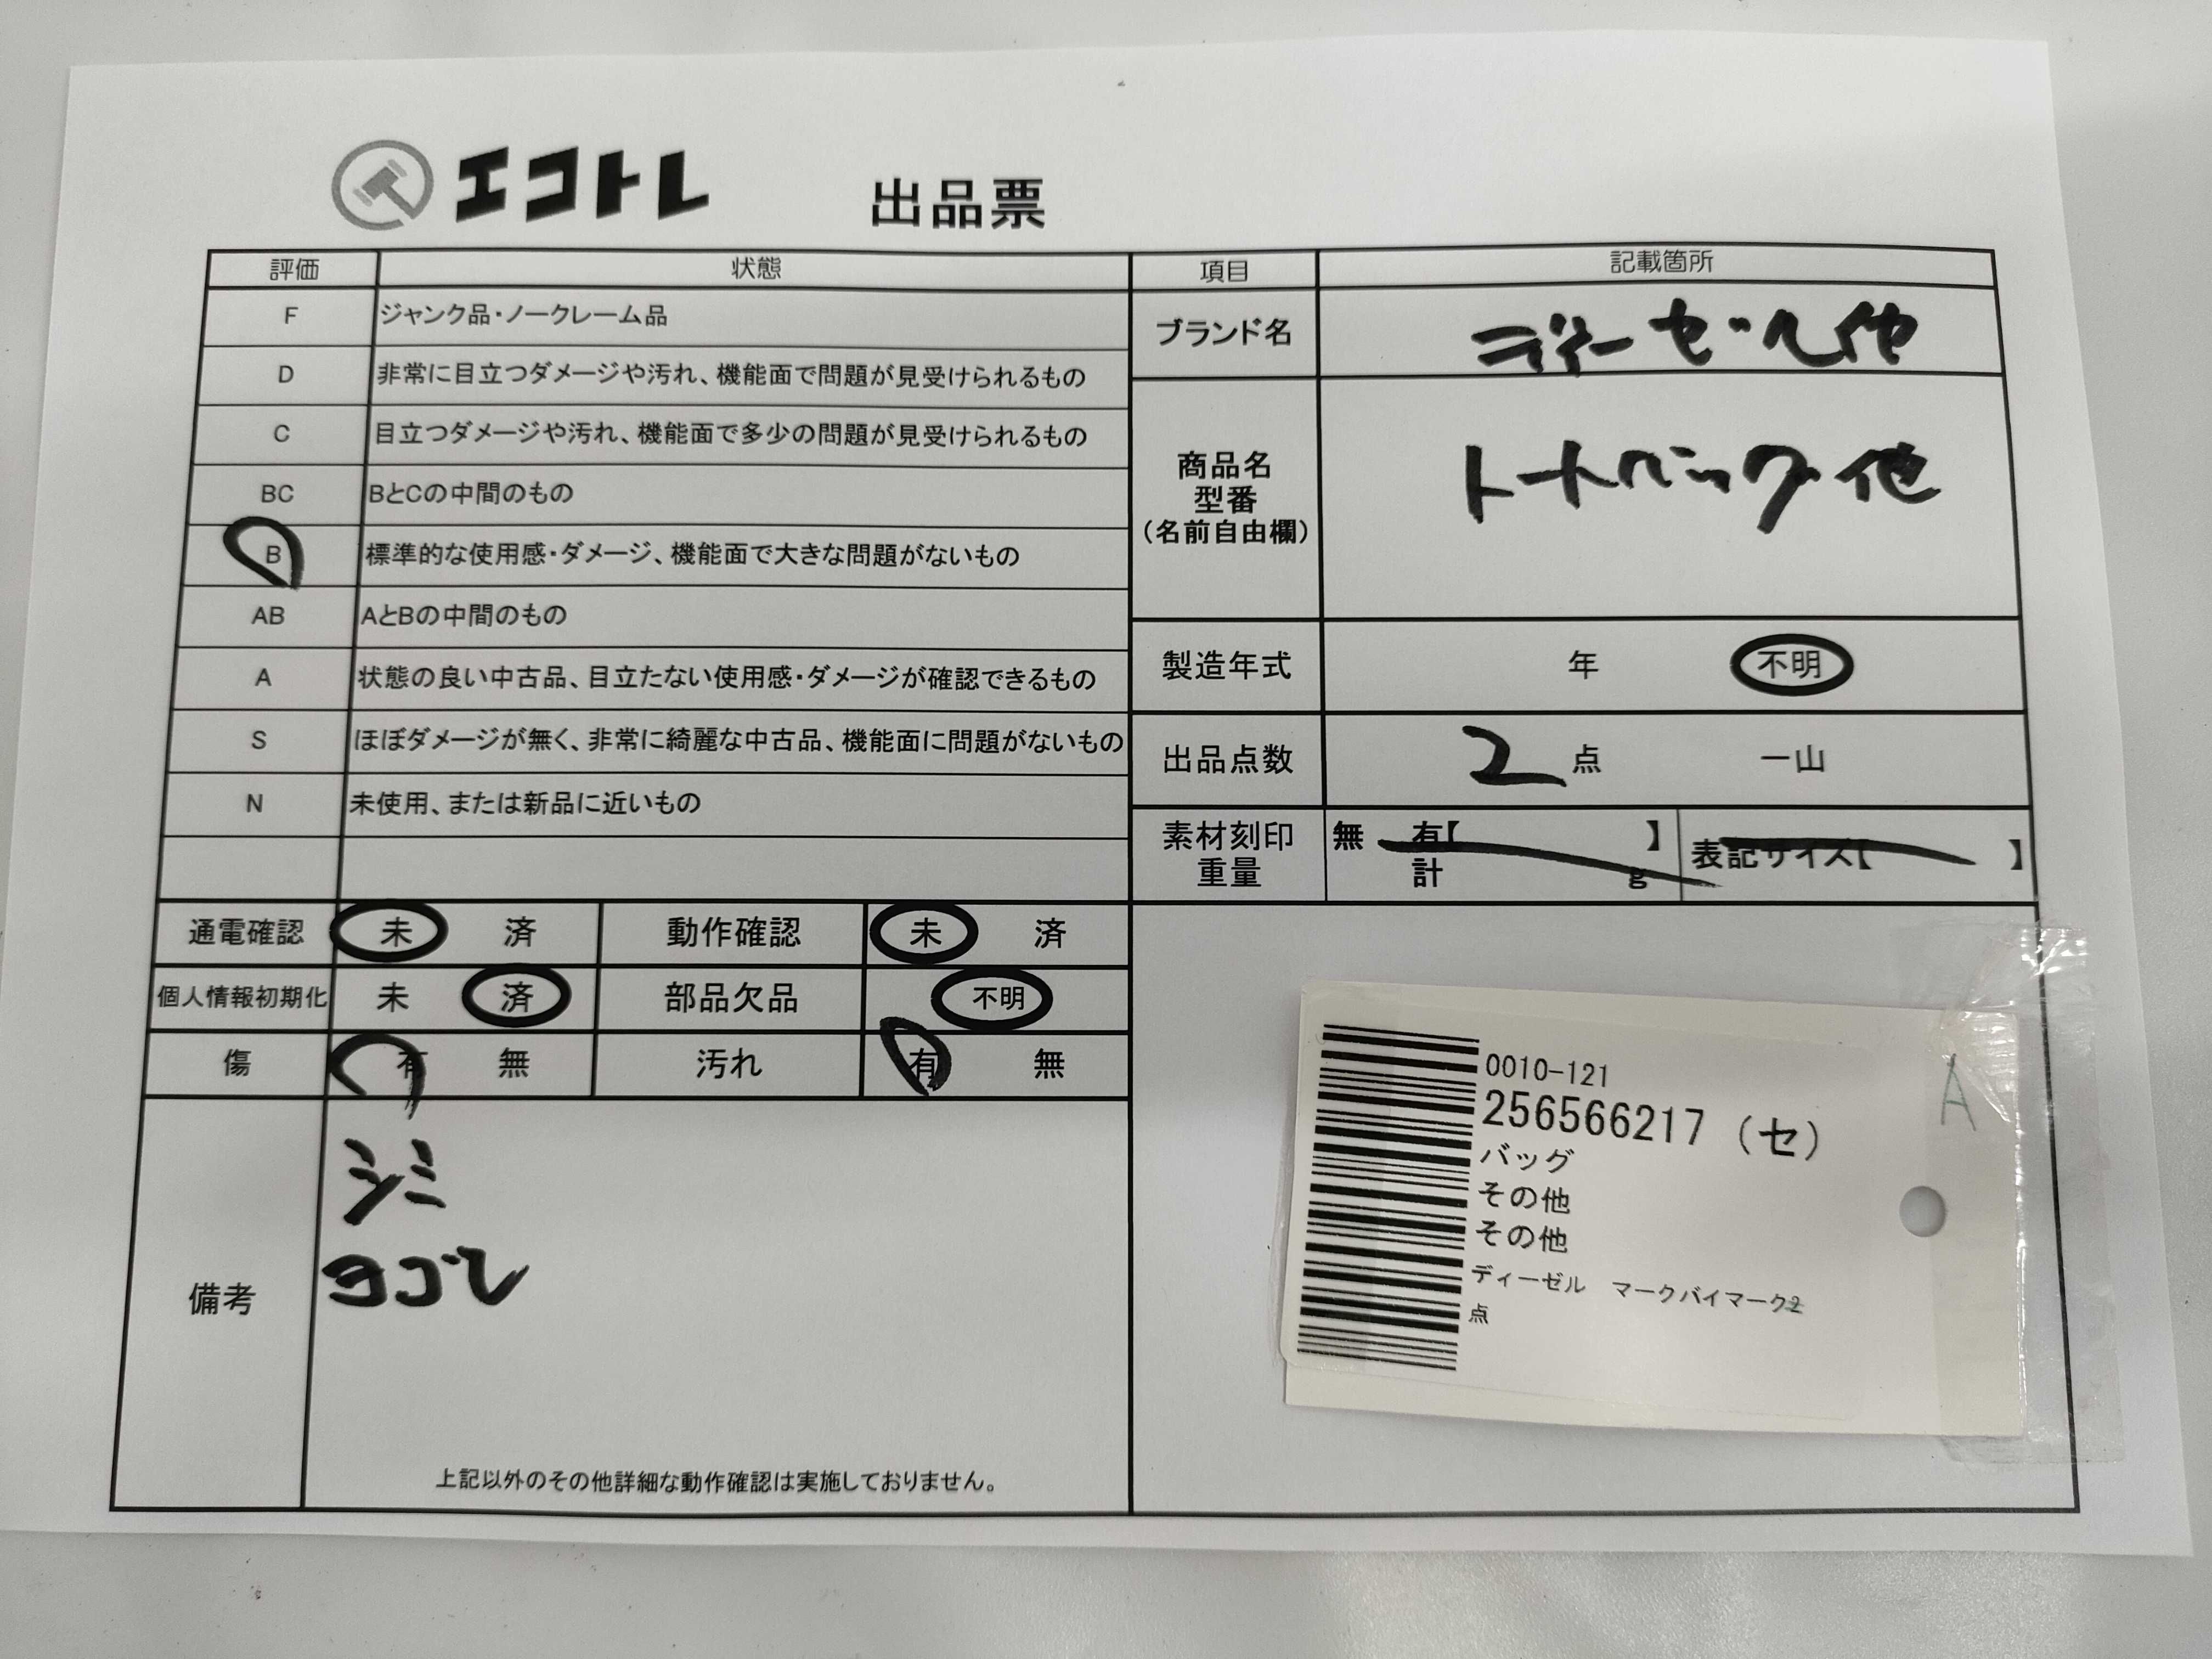 エコトレ 出品票
評価 状態 項目 記載箇所
F ジャンク品・ノークレーム品
D 非常に目立つダメージや汚れ、機能面で問題が見受けられるもの
C 目立つダメージや汚れ、機能面で多少の問題が見受けられるもの
BC BとCの中間のもの
B 標準的な使用感・ダメージ、機能面で大きな問題がないもの
AB AとBの中間のもの
A 状態の良い中古品、目立たない使用感・ダメージが確認できるもの
S ほぼダメージが無く、非常に綺麗な中古品、機能面に問題がないもの
N 未使用、または新品に近いもの
ブランド名 ディーゼル他
商品名
型番
(名前自由欄)
トートバッグ他
製造年式 年 不明
出品点数 2 点 一山
素材刻印 無 有【 】
重量 計 g
表記サイズ【 】
通電確認 未 済 動作確認 未 済
個人情報初期化 未 済 部品欠品 不明
傷 有 無 汚れ 有 無
備考
シミ
ヨゴレ
上記以外のその他詳細な動作確認は実施しておりません。
0010-121
256566217 (セ)
バッグ
その他
その他
ディーゼル マークバイマーク2
点
A